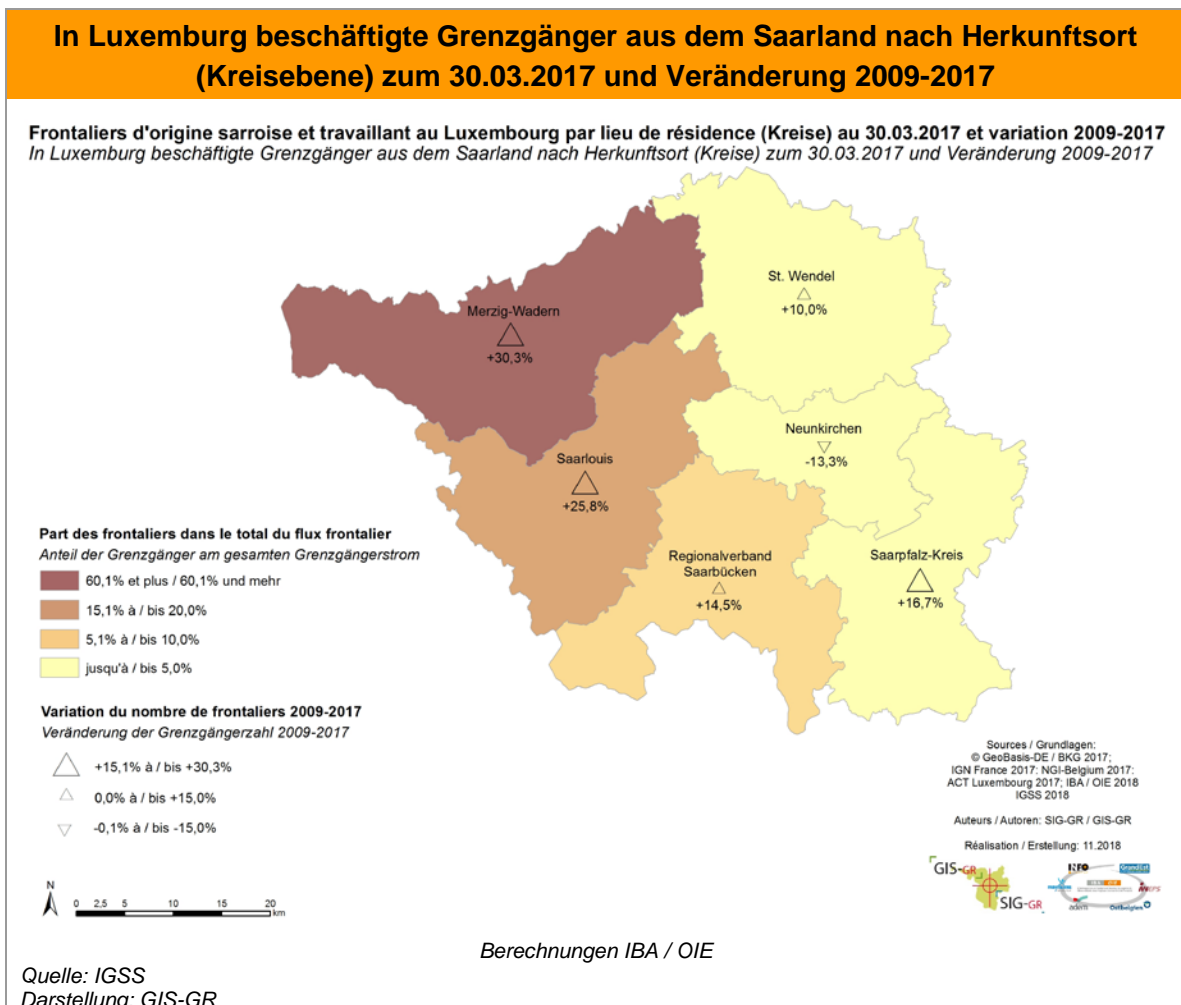 In Luxemburg beschäftigte Grenzgänger aus dem Saarland nach Herkunftsort
(Kreisebene) zum 30.03.2017 und Veränderung 2009-2017
Frontaliers d'origine sarroise et travaillant au Luxembourg par lieu de résidence (Kreise) au 30.03.2017 et variation 2009-2017
In Luxemburg beschäftigte Grenzgänger aus dem Saarland nach Herkunftsort (Kreise) zum 30.03.2017 und Veränderung 2009-2017
St. Wendel
+10,0%
Merzig-Wadern
+30,3%
Neunkirchen
-13,3%
Saarlouis
+25,8%
Regionalverband
Saarbücken
+14,5%
Saarpfalz-Kreis
+16,7%
Part des frontaliers dans le total du flux frontalier
Anteil der Grenzgänger am gesamten Grenzgängerstrom
60,1% et plus / 60,1% und mehr
15,1% à / bis 20,0%
5,1% à / bis 10,0%
jusqu'à / bis 5,0%
Variation du nombre de frontaliers 2009-2017
Veränderung der Grenzgängerzahl 2009-2017
+15,1% à / bis +30,3%
0,0% à / bis +15,0%
-0,1% à / bis -15,0%
N
0 2,5 5 10 15 20
km
Sources / Grundlagen:
© GeoBasis-DE / BKG 2017;
IGN France 2017; NGI-Belgium 2017;
ACT Luxembourg 2017; IBA / OIE 2018
IGSS 2018
Auteurs / Autoren: SIG-GR / GIS-GR
Réalisation / Erstellung: 11.2018
GIS-GR
SIG-GR
INFO
GrandEst
adem
Ostbelgien
Berechnungen IBA / OIE
Quelle: IGSS
Darstellung: GIS-GR